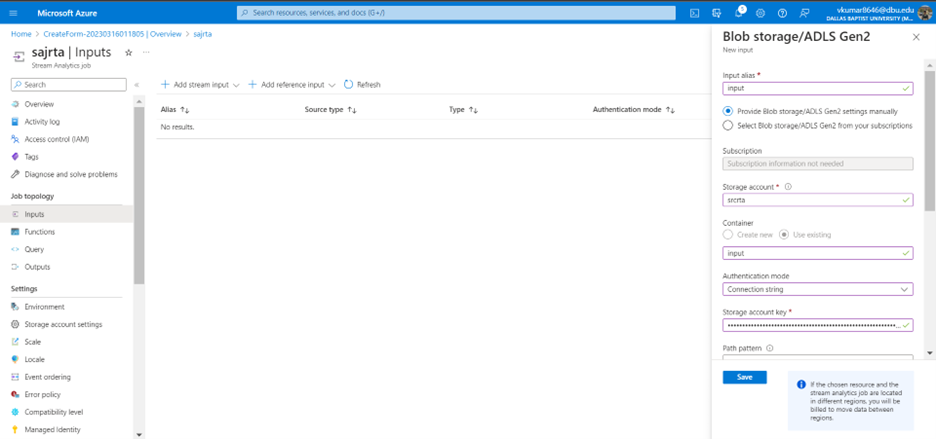 Microsoft Azure
Search resources, services, and docs (G+/)
1
vkumar8646@dbu.edu
DALLAS BAPTIST UNIVERSITY (M...
Home > CreateForm-20230316011805 | Overview > sajrta
sajrta | Inputs
Stream Analytics job
Search
Overview
Activity log
Access control (IAM)
Tags
Diagnose and solve problems
Job topology
Inputs
Functions
Query
Outputs
Settings
Environment
Storage account settings
Scale
Locale
Event ordering
Error policy
Compatibility level
Managed Identity
Add stream input
Add reference input
Refresh
Alias
Source type
Type
Authentication mode
No results.
Blob storage/ADLS Gen2
New input
Input alias *
input
Provide Blob storage/ADLS Gen2 settings manually
Select Blob storage/ADLS Gen2 from your subscriptions
Subscription
Subscription information not needed
Storage account *
srcrta
Container
Create new
Use existing
input
Authentication mode
Connection string
Storage account key *
Path pattern
Save
If the chosen resource and the
stream analytics job are located
in different regions, you will be
billed to move data between
regions.